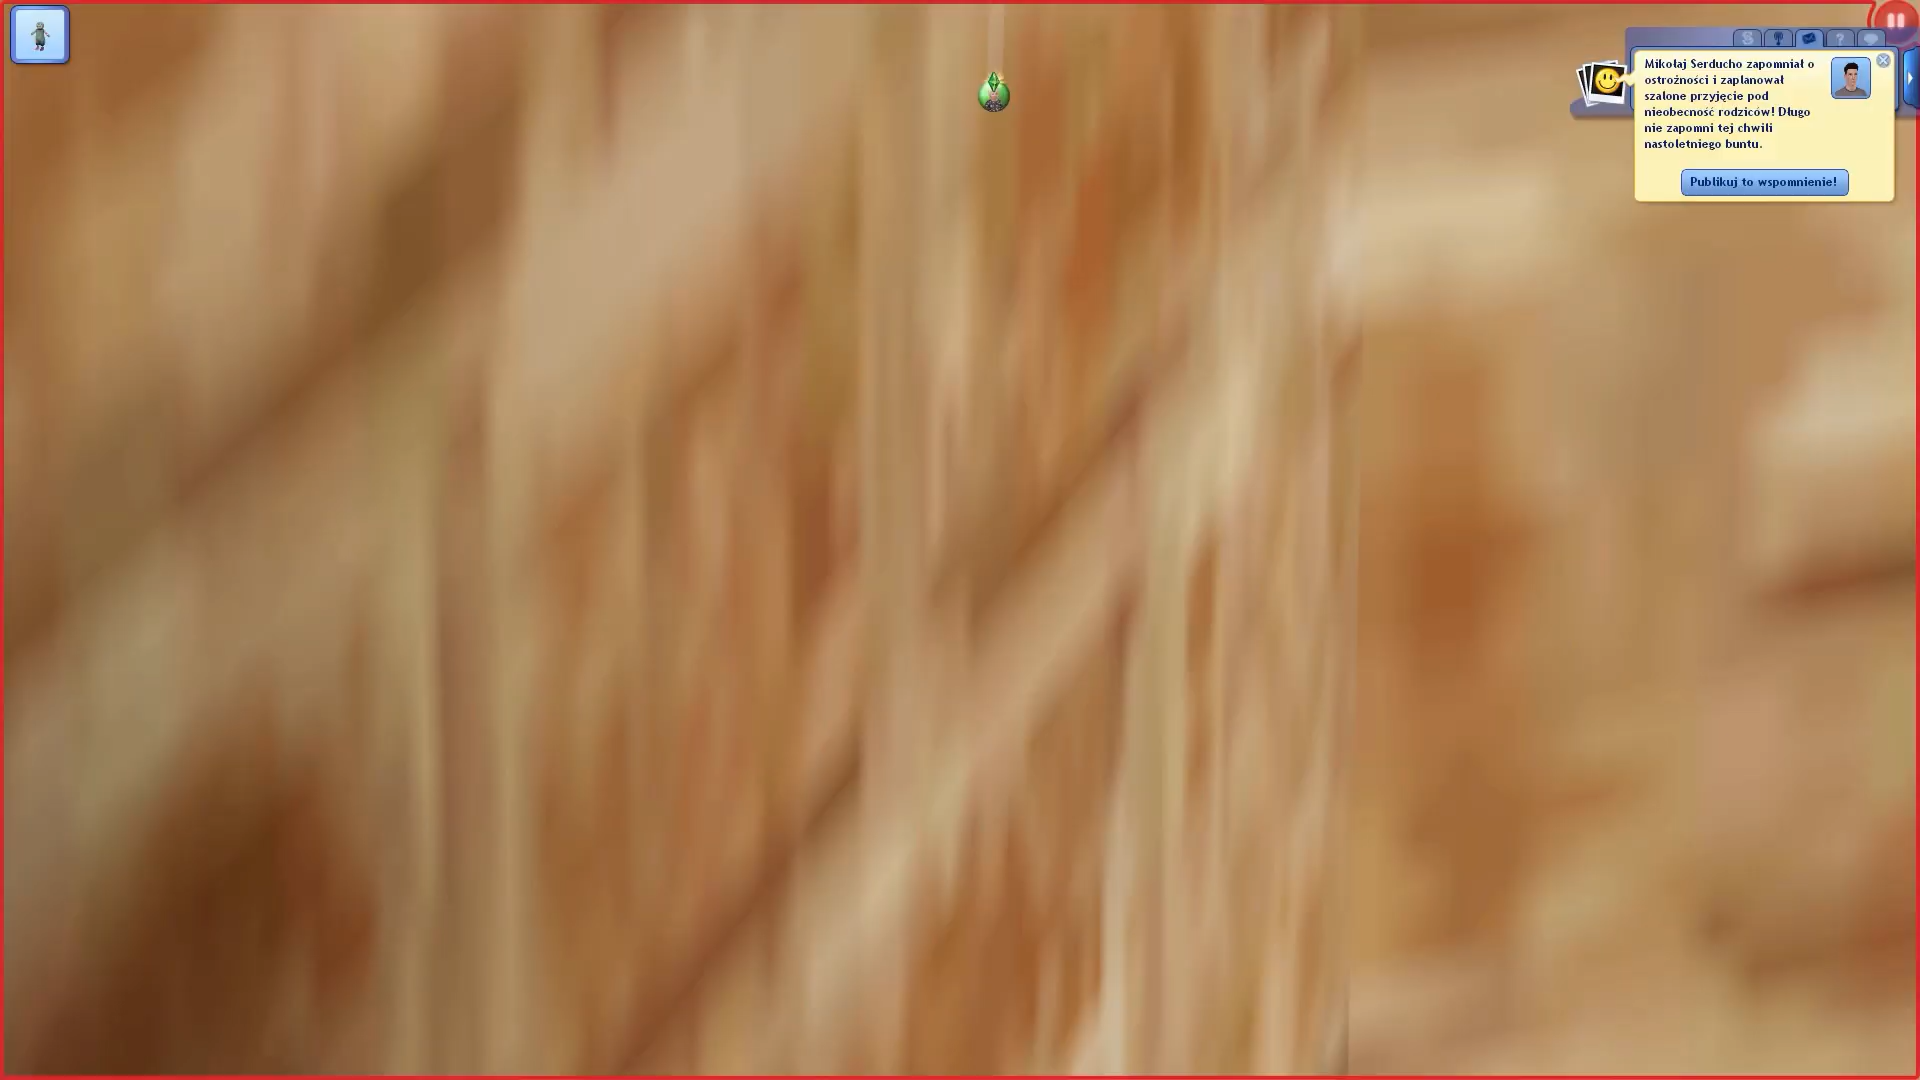 Mikołaj Serducho zapomniał o
ostrożności i zaplanował
szalone przyjęcie pod
nieobecność rodziców! Długo
nie zapomni tej chwili
nastoletniego buntu.
Publikuj to wspomnienie!